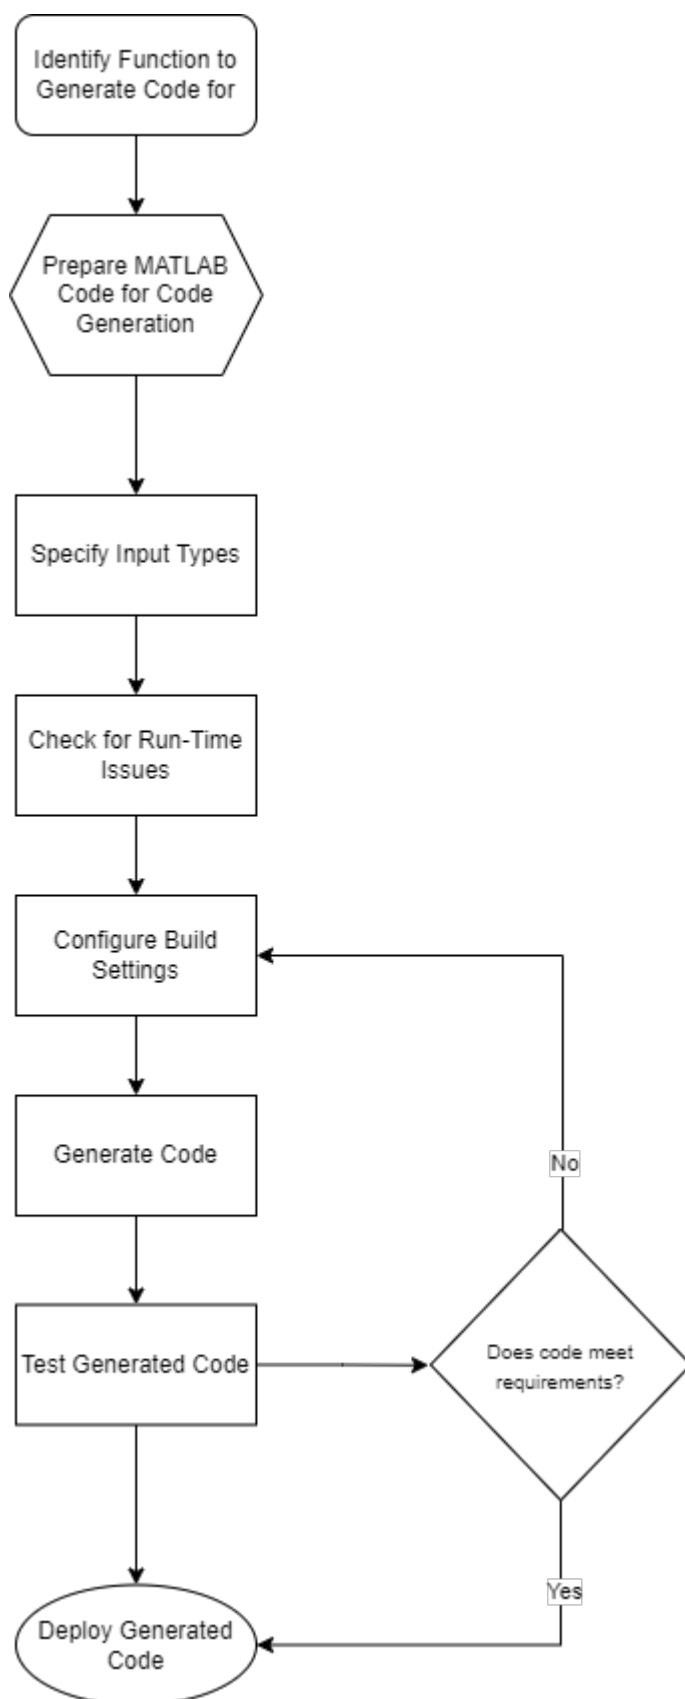 Identify Function to
Generate Code for
Prepare MATLAB
Code for Code
Generation
Specify Input Types
Check for Run-Time
Issues
Configure Build
Settings
Generate Code
No
Test Generated Code
Does code meet
requirements?
Yes
Deploy Generated
Code